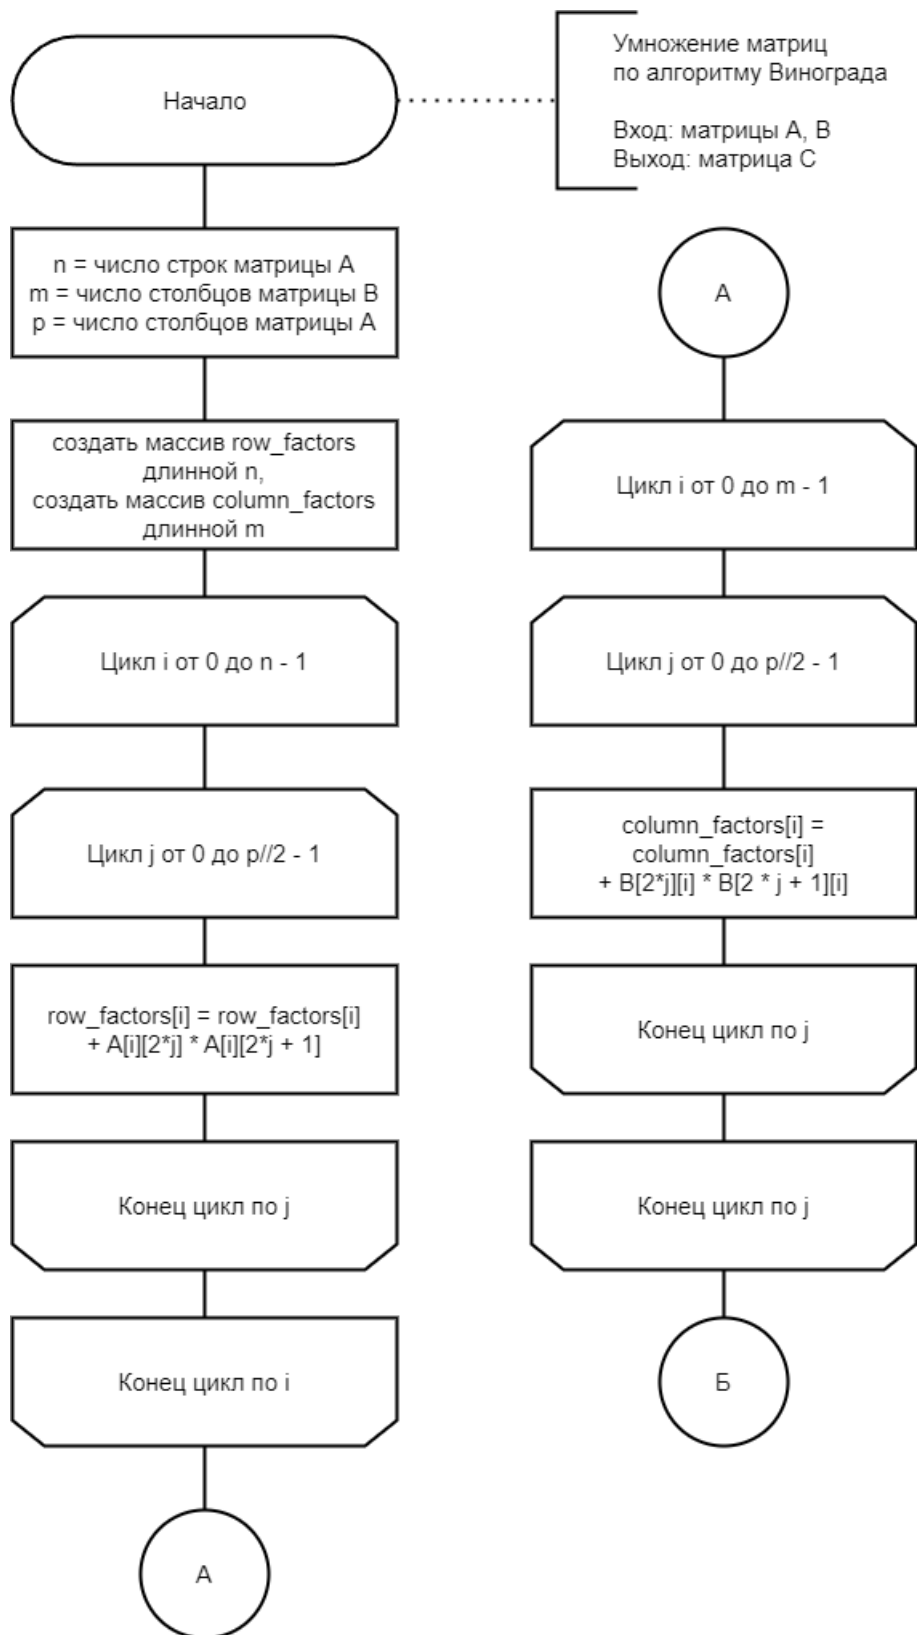 Начало
Умножение матриц
по алгоритму Винограда
Вход: матрицы A, B
Выход: матрица C
n = число строк матрицы A
m = число столбцов матрицы B
p = число столбцов матрицы A
создать массив row_factors
длинной n,
создать массив column_factors
длинной m
Цикл i от 0 до n - 1
Цикл j от 0 до p//2 - 1
row_factors[i] = row_factors[i]
+ A[i][2*j] * A[i][2*j + 1]
Конец цикл по j
Конец цикл по i
А
А
Цикл i от 0 до m - 1
Цикл j от 0 до p//2 - 1
column_factors[i] =
column_factors[i]
+ B[2*j][i] * B[2 * j + 1][i]
Конец цикл по j
Конец цикл по j
Б